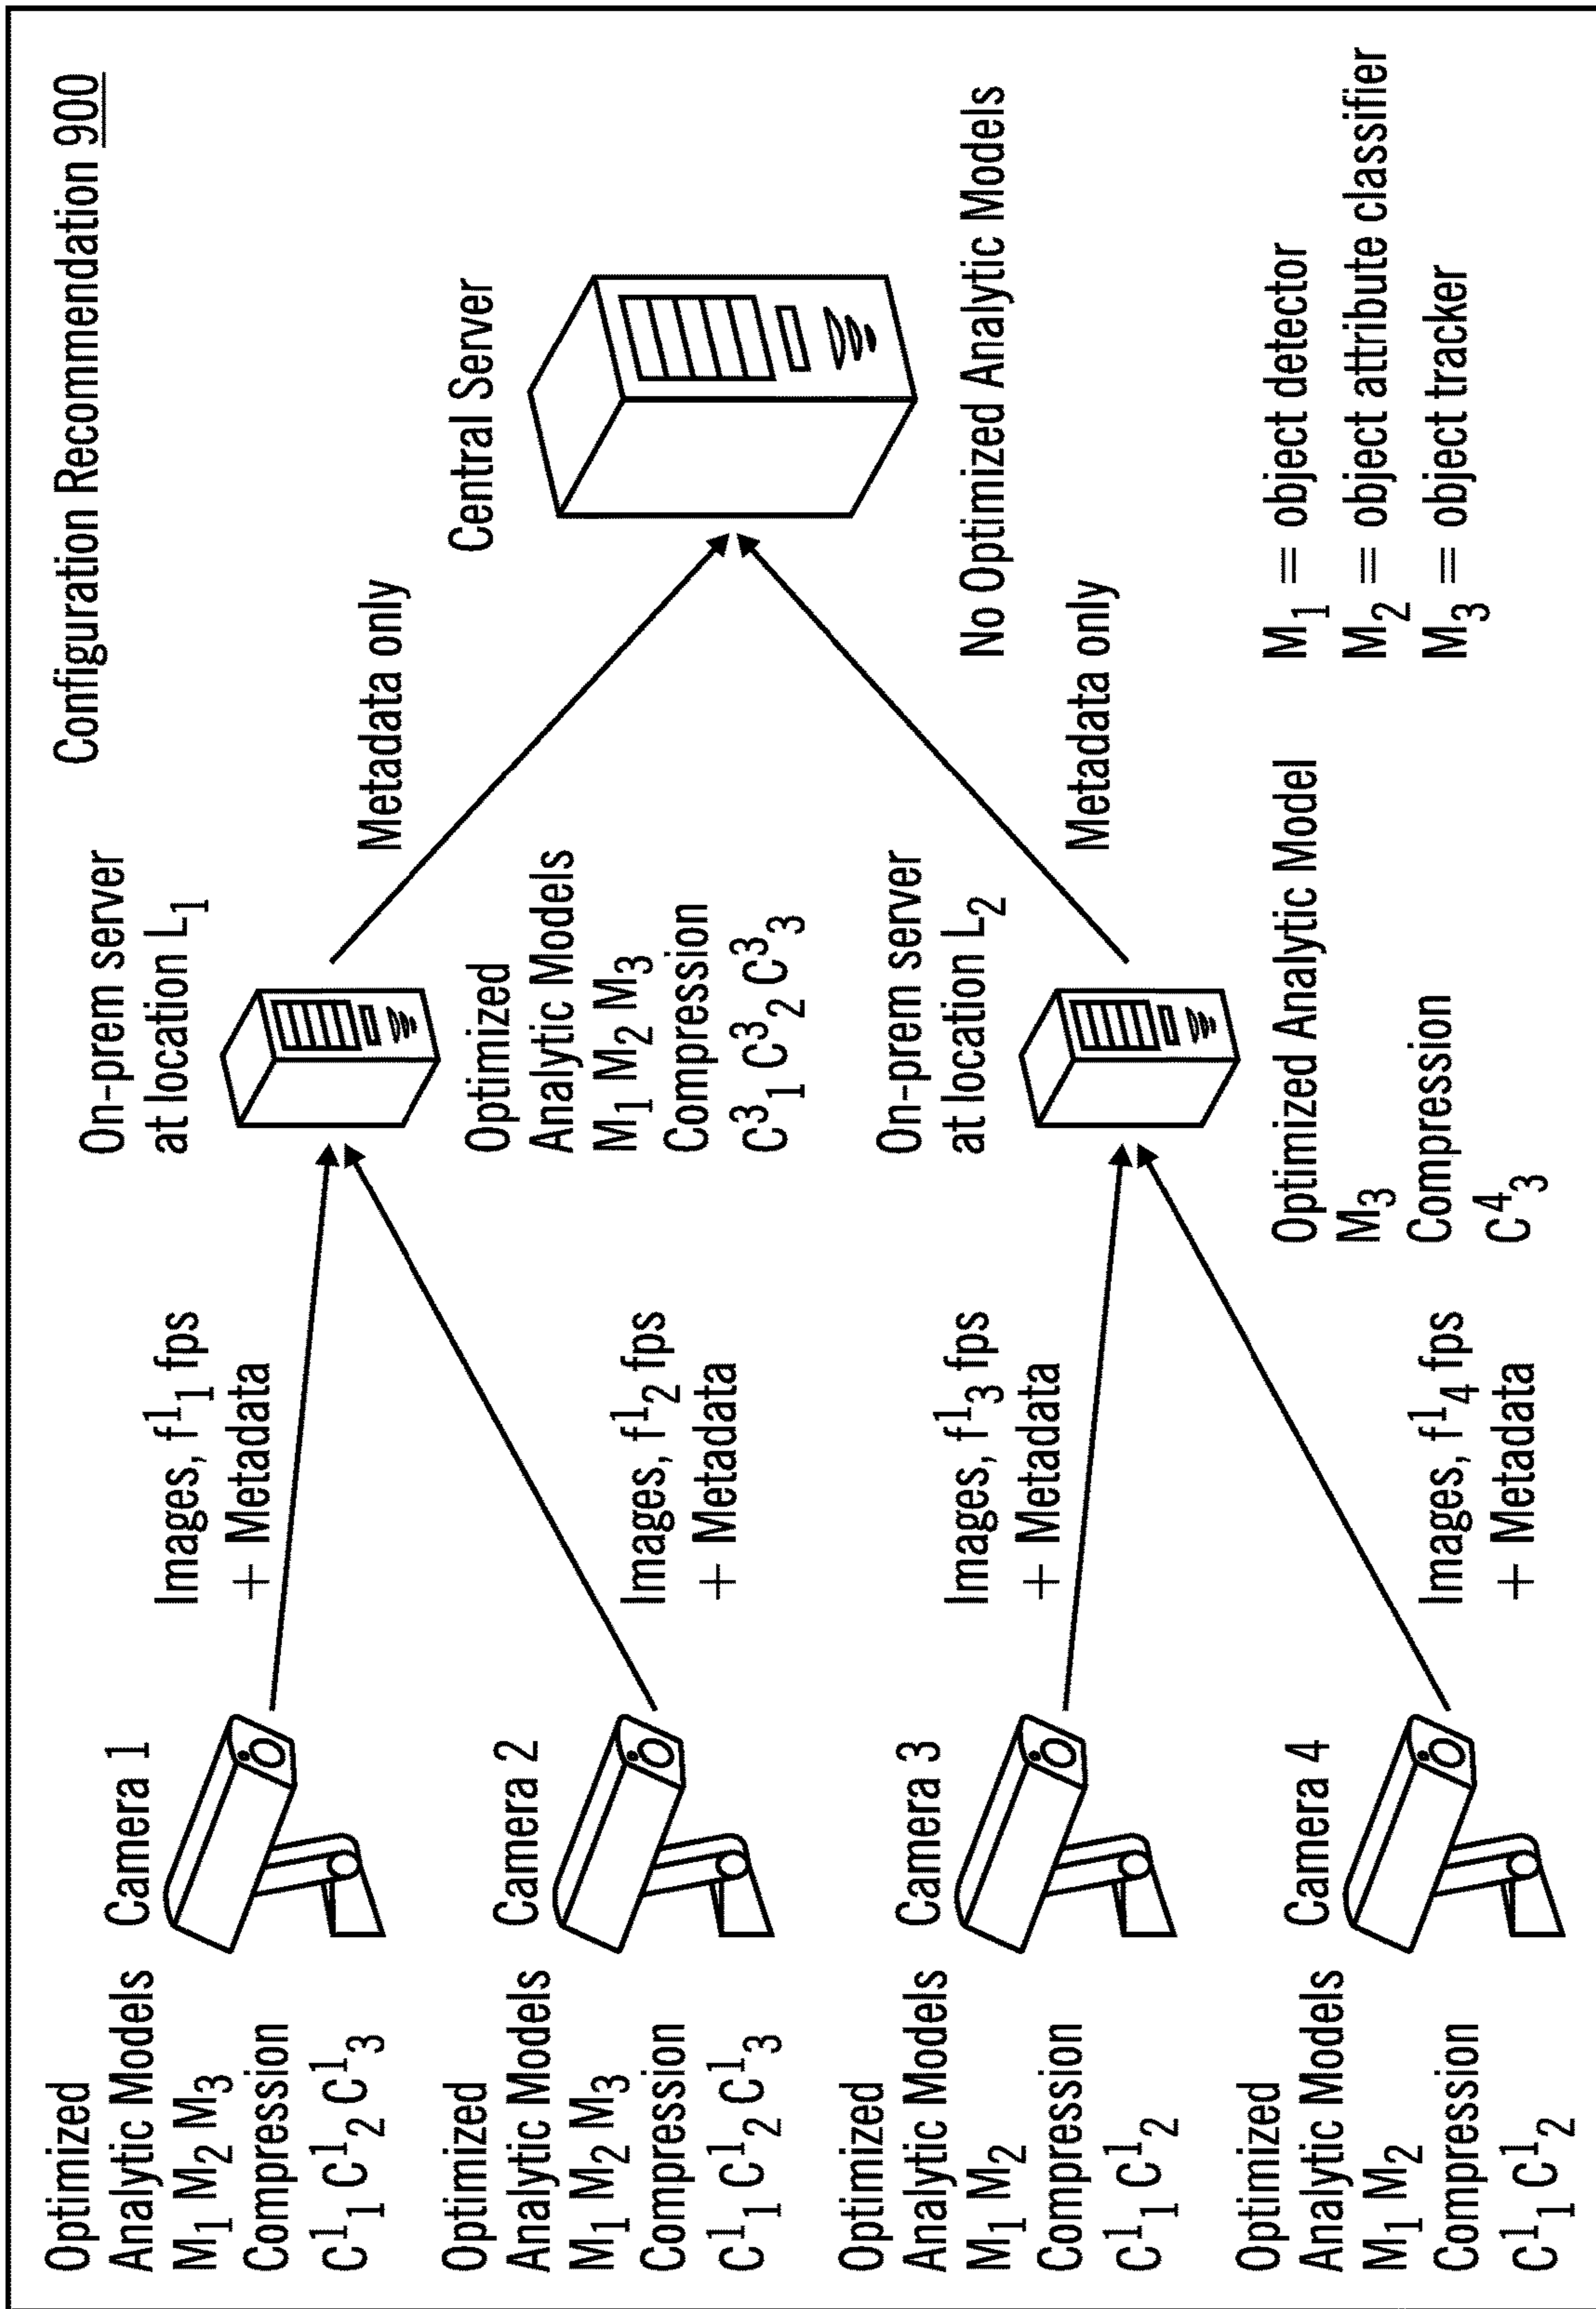 Configuration Recommendation 900
Optimized
Analytic Models
M1 M2 M3
Compression
C¹1 C¹2 C¹3
Camera 1
Images, f¹1 fps
+ Metadata
Optimized
Analytic Models
M1 M2 M3
Compression
C¹1 C¹2 C¹3
Camera 2
Images, f¹2 fps
+ Metadata
On-prem server
at location L1
Optimized
Analytic Models
M1 M2 M3
Compression
C³1 C³2 C³3
Metadata only
Central Server
No Optimized Analytic Models
Optimized
Analytic Models
M1 M2
Compression
C¹1 C¹2
Camera 3
Images, f¹3 fps
+ Metadata
Optimized
Analytic Models
M1 M2
Compression
C¹1 C¹2
Camera 4
Images, f¹4 fps
+ Metadata
On-prem server
at location L2
Optimized Analytic Model
M3
Compression
C⁴3
Metadata only
M1 = object detector
M2 = object attribute classifier
M3 = object tracker